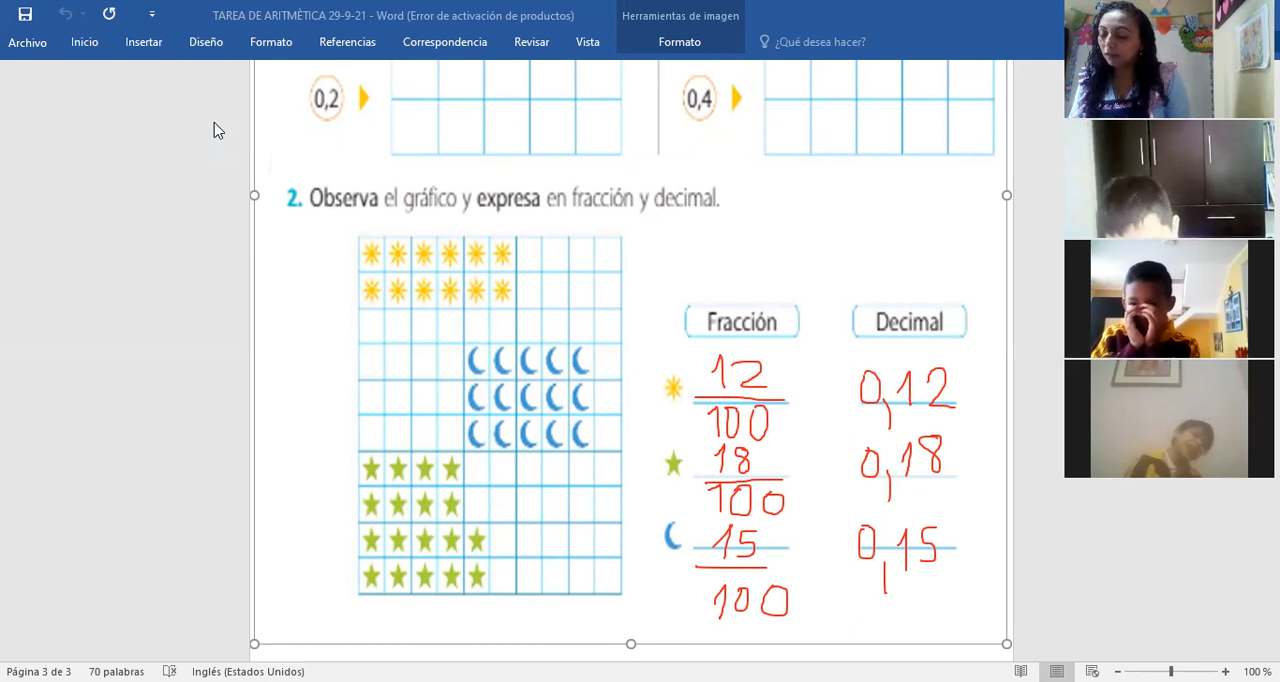 TAREA DE ARITMÈTICA 29-9-21 - Word (Error de activación de productos)
Herramientas de imagen
Archivo Inicio Insertar Diseño Formato Referencias Correspondencia Revisar Vista Formato ¿Qué desea hacer?
0,2 0,4
2. Observa el gráfico y expresa en fracción y decimal.
Fracción Decimal
12
100
0,12
18
100
0,18
15
100
0,15
Página 3 de 3 70 palabras Inglés (Estados Unidos) 100 %